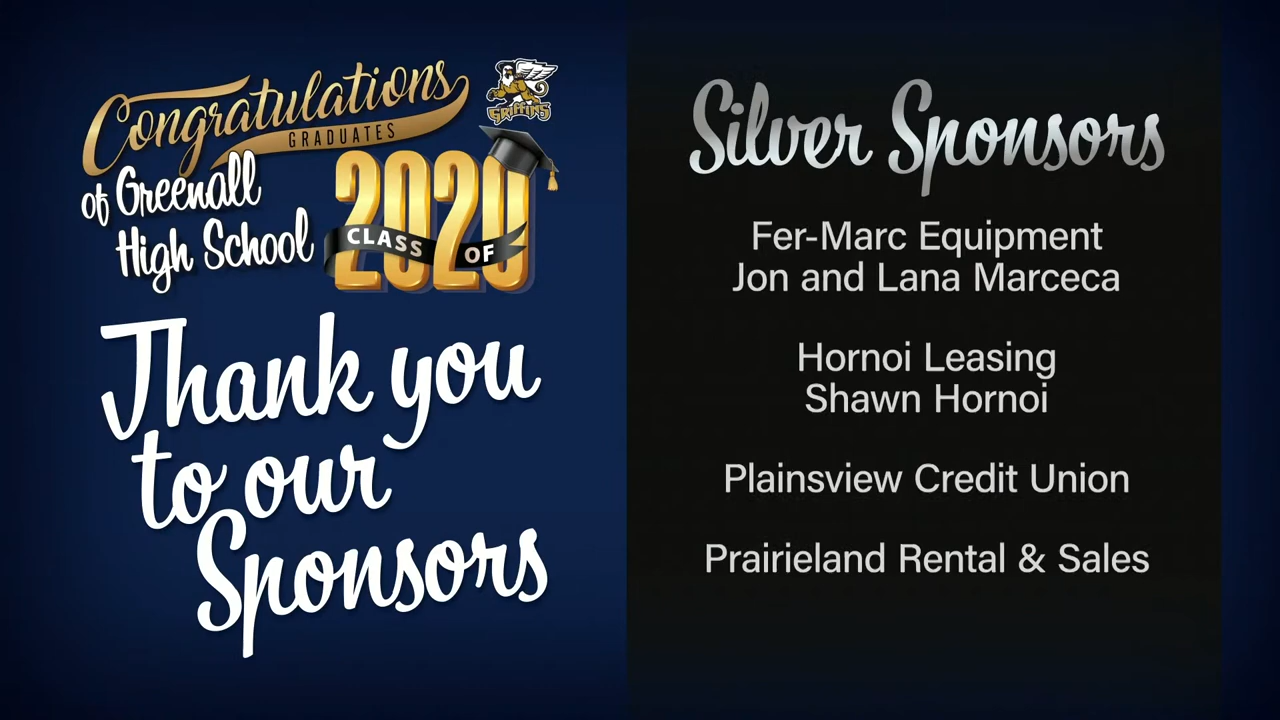 Congratulations
GRADUATES
of Greenall
High School
GRIFFINS
2020
CLASS OF
Thank you
to our
Sponsors
Silver Sponsors
Fer-Marc Equipment
Jon and Lana Marceca
Hornoi Leasing
Shawn Hornoi
Plainsview Credit Union
Prairieland Rental & Sales